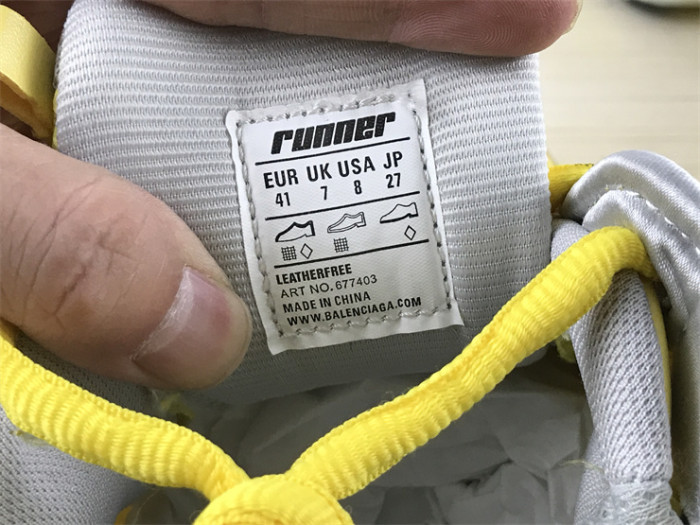 runner
EUR UK USA JP
41 7 8 27
LEATHERFREE
ART NO. 677403
MADE IN CHINA
WWW.BALENCIAGA.COM